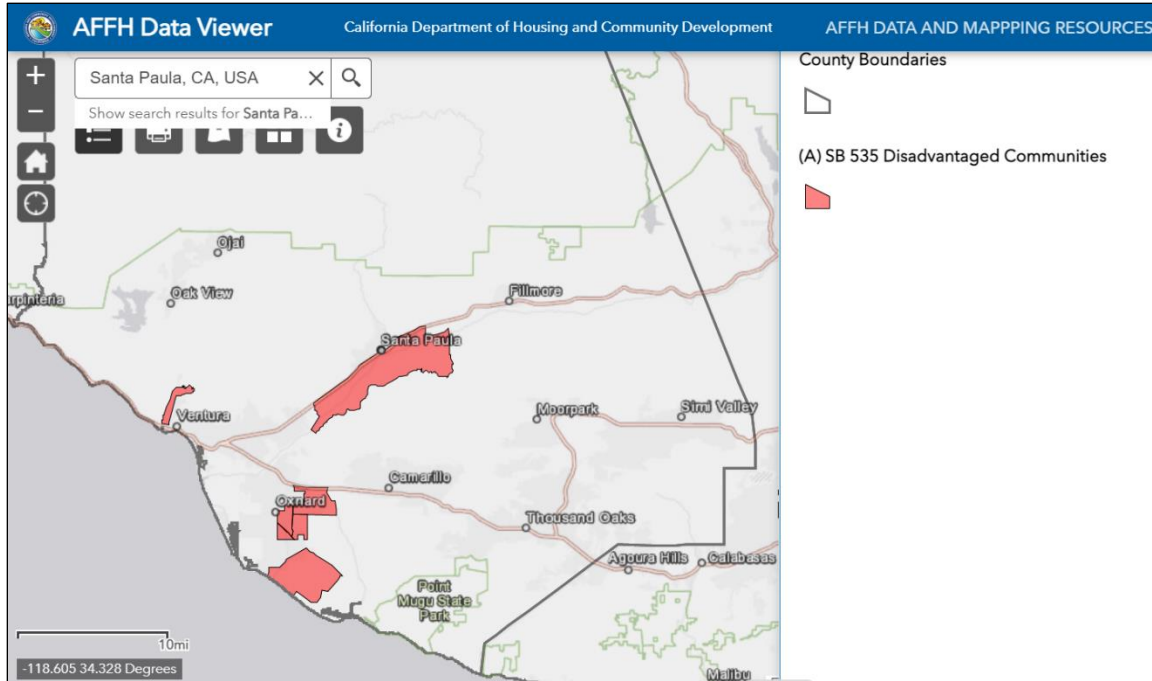 AFFH Data Viewer
California Department of Housing and Community Development
AFFH DATA AND MAPPPING RESOURCES
Santa Paula, CA, USA
Show search results for Santa Pa...
County Boundaries
(A) SB 535 Disadvantaged Communities
Ojai
Oak View
arpinteria
Fillmore
Santa Paula
Ventura
Moorpark
Simi Valley
Camarillo
Oxnard
Thousand Oaks
Agoura Hills
Calabasas
Point
Mugu State
Park
Malibu
10mi
-118.605 34.328 Degrees